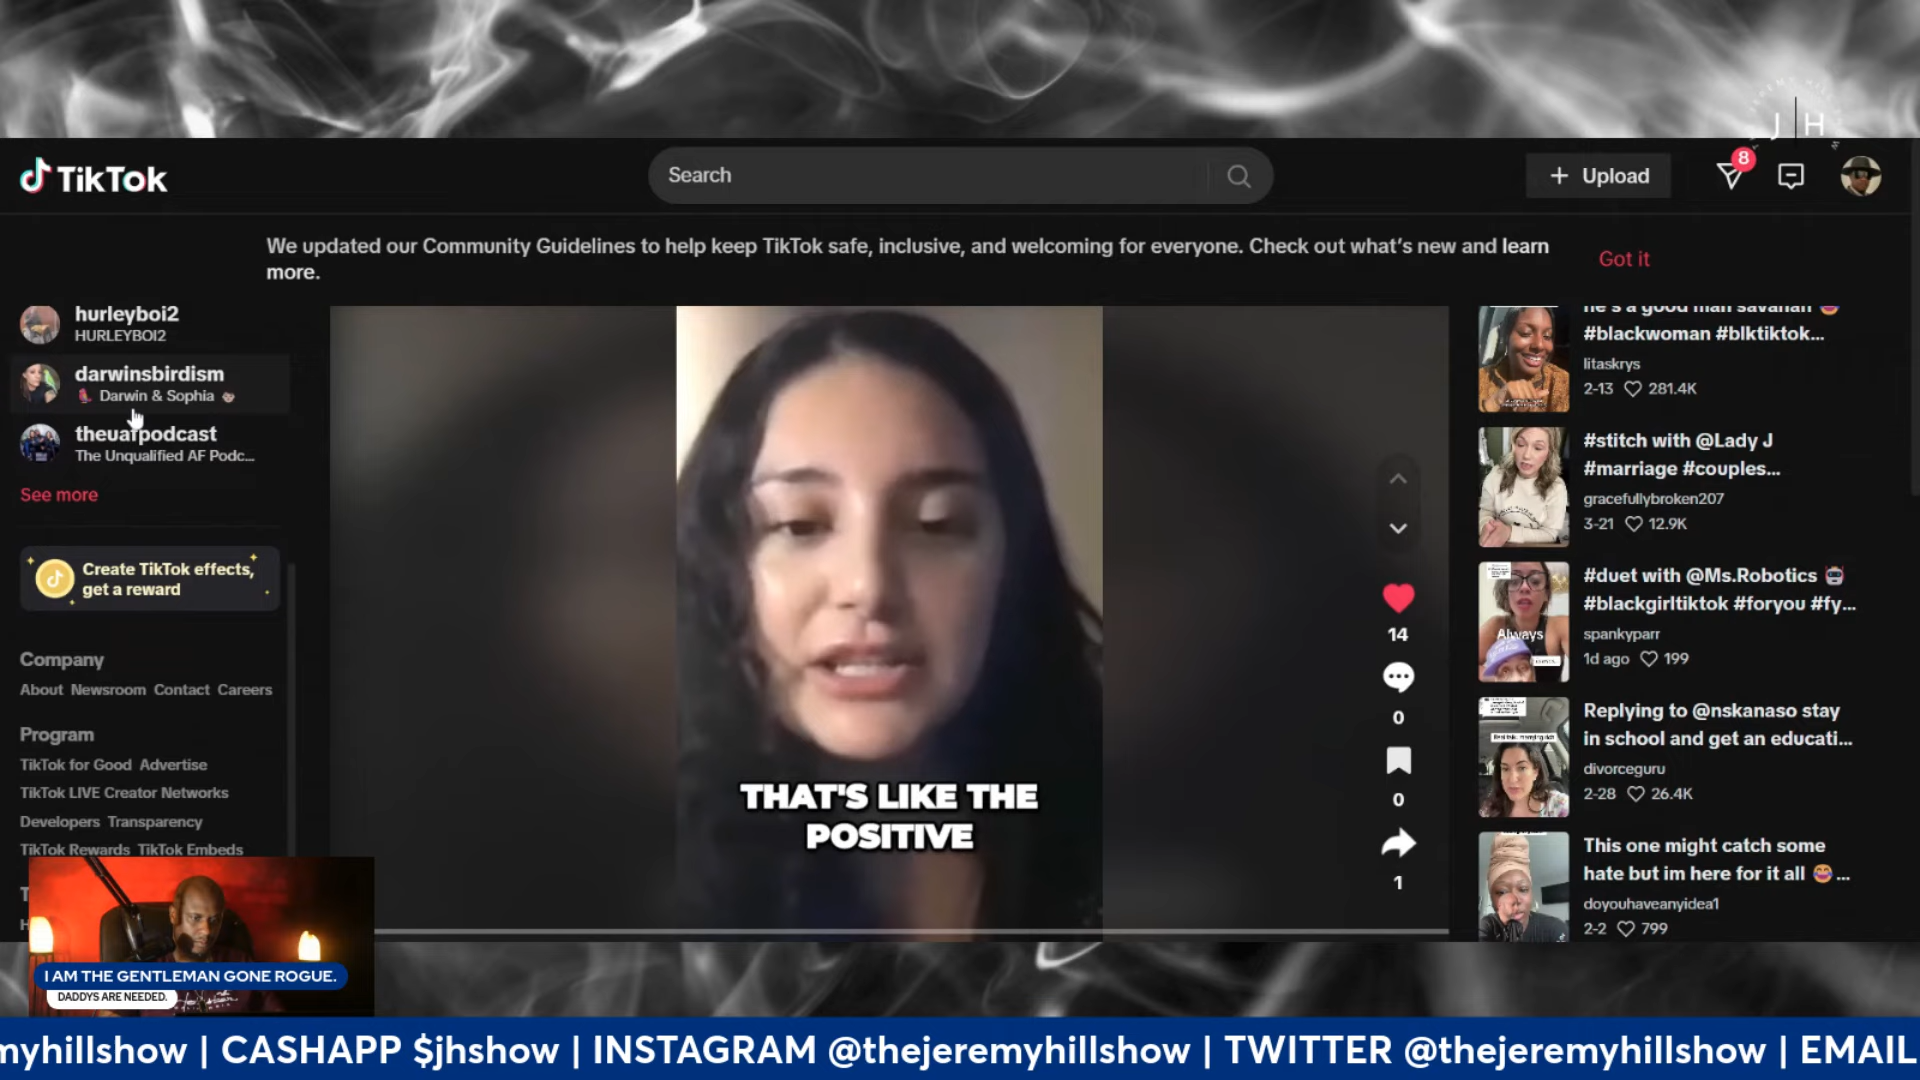 J | H
TikTok
Search
Upload
8
We updated our Community Guidelines to help keep TikTok safe, inclusive, and welcoming for everyone. Check out what's new and learn
more.
Got it
hurleyboi2
HURLEYBOI2
darwinsbirdism
Darwin & Sophia
theuafpodcast
The Unqualified AF Podc...
See more
Create TikTok effects,
get a reward
Company
About Newsroom Contact Careers
Program
TikTok for Good Advertise
TikTok LIVE Creator Networks
Developers Transparency
TikTok Rewards TikTok Embeds
THAT'S LIKE THE
POSITIVE
14
0
0
1
he's a good man savanah
#blackwoman #blktiktok...
litaskrys
2-13 281.4K
#stitch with @Lady J
#marriage #couples...
gracefullybroken207
3-21 12.9K
#duet with @Ms.Robotics
#blackgirltiktok #foryou #fy...
spankyparr
1d ago 199
Always
Replying to @nskanaso stay
in school and get an educati...
divorceguru
2-28 26.4K
This one might catch some
hate but im here for it all ...
doyouhaveanyidea1
2-2 799
I AM THE GENTLEMAN GONE ROGUE.
DADDYS ARE NEEDED.
myhillshow | CASHAPP $jhshow | INSTAGRAM @thejeremyhillshow | TWITTER @thejeremyhillshow | EMAIL